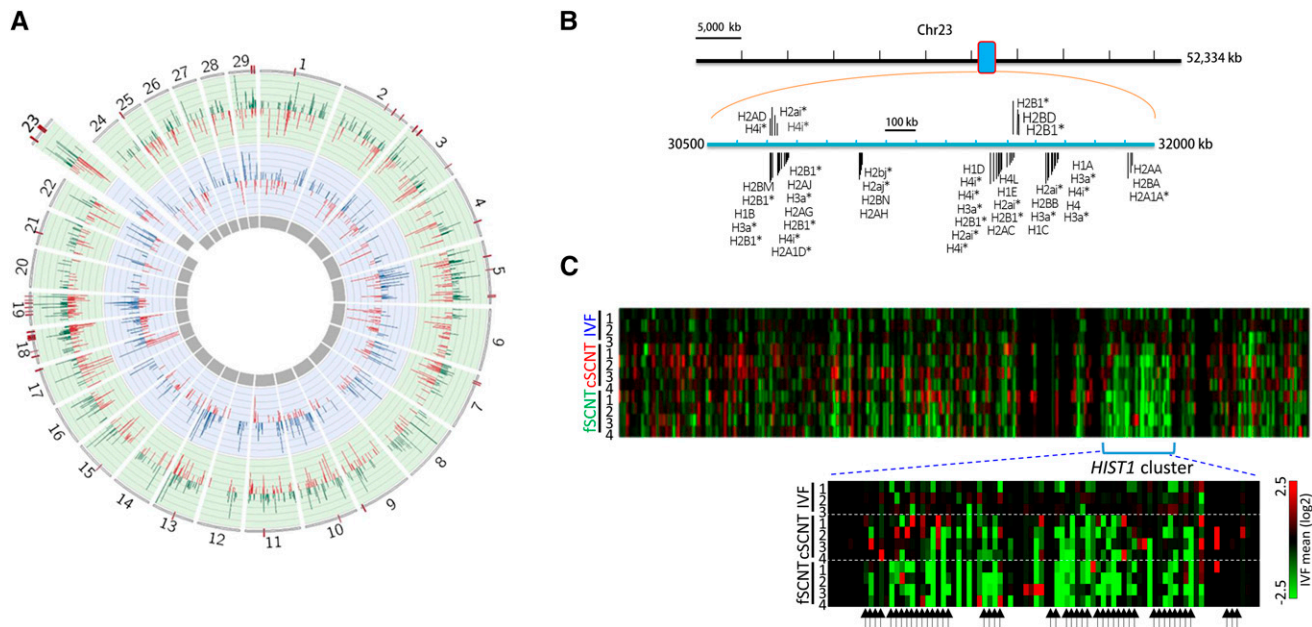 A
1
2
3
4
5
6
7
8
9
10
11
12
13
14
15
16
17
18
19
20
21
22
23
24
25
26
27
28
29
B
5,000 kb
Chr23
52,334 kb
H2AD
H4i*
H2ai*
H4i*
100 kb
H2B1*
H2BD
H2B1*
30500
32000 kb
H2BM
H2B1*
H1B
H3a*
H2B1*
H2B1*
H2AJ
H3a*
H2AG
H2B1*
H4i*
H2A1D*
H2bj*
H2aj*
H2BN
H2AH
H1D
H4i*
H4i*
H3a*
H2B1*
H2ai*
H4i*
H4L
H1E
H2ai*
H2B1*
H2AC
H2ai*
H2BB
H3a*
H1C
H1A
H3a*
H4i*
H4
H3a*
H2AA
H2BA
H2A1A*
C
IVF
1
2
3
cSCNT
1
2
3
4
fSCNT
1
2
3
4
HIST1 cluster
IVF
1
2
3
cSCNT
1
2
3
4
fSCNT
1
2
3
4
2.5
-2.5
IVF mean (log2)